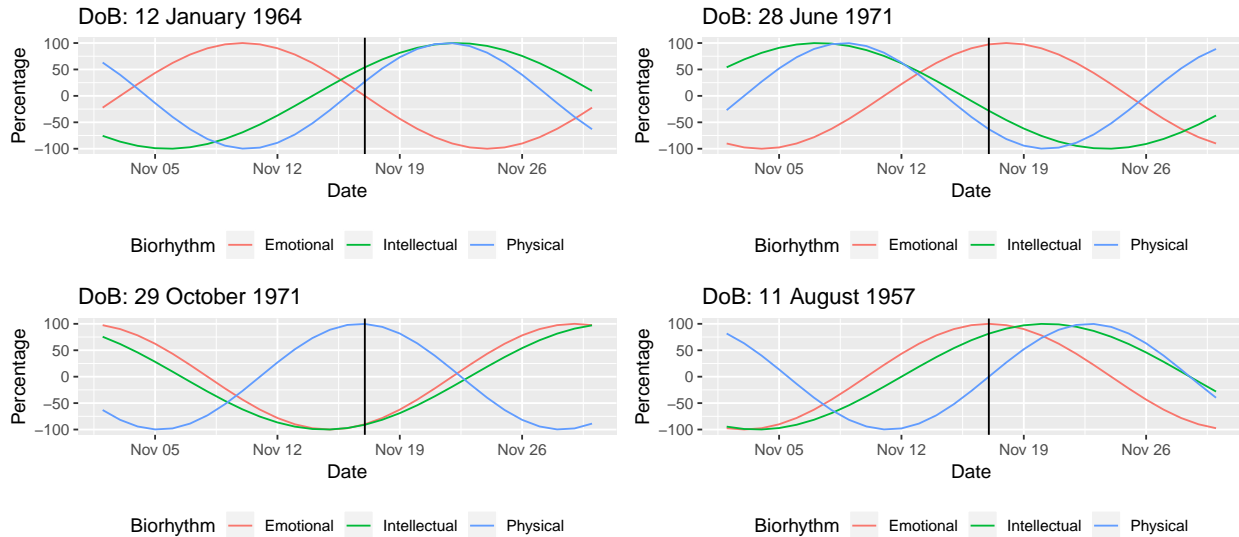 DoB: 12 January 1964
Percentage
100
50
0
−50
−100
Nov 05 Nov 12 Nov 19 Nov 26
Date
Biorhythm Emotional Intellectual Physical
DoB: 28 June 1971
Percentage
100
50
0
−50
−100
Nov 05 Nov 12 Nov 19 Nov 26
Date
Biorhythm Emotional Intellectual Physical
DoB: 29 October 1971
Percentage
100
50
0
−50
−100
Nov 05 Nov 12 Nov 19 Nov 26
Date
Biorhythm Emotional Intellectual Physical
DoB: 11 August 1957
Percentage
100
50
0
−50
−100
Nov 05 Nov 12 Nov 19 Nov 26
Date
Biorhythm Emotional Intellectual Physical